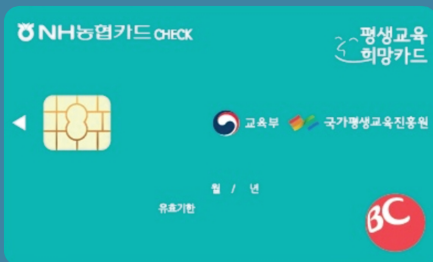 NH농협카드 CHECK
평생교육
희망카드
교육부 국가평생교육진흥원
월 / 년
유효기한
BC